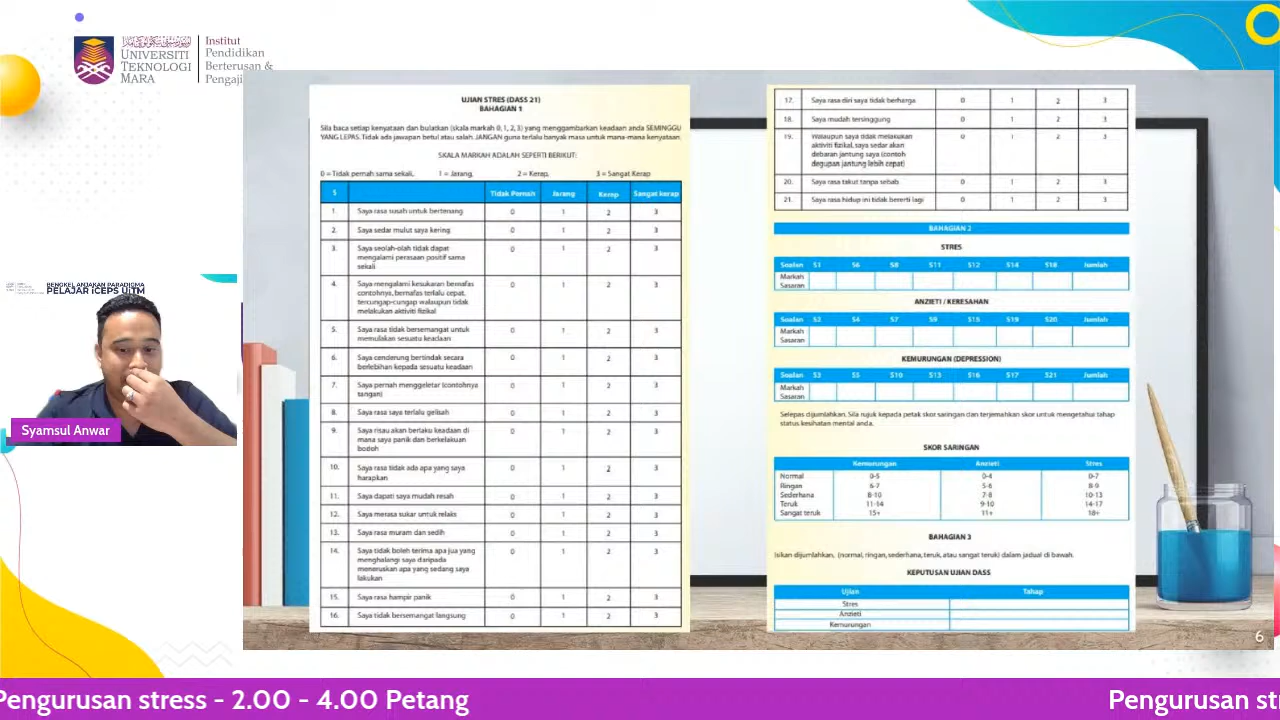 UNIVERSITI
TEKNOLOGI
MARA
Institut
Pendidikan
Berterusan &
UJIAN STRES (DASS 21)
BAHAGIAN 1
Sila baca setiap kenyataan dan bulatkan (skala markah 0, 1, 2, 3) yang menggambarkan keadaan anda SEMINGGU
YANG LEPAS. Tidak ada jawapan betul atau salah. JANGAN guna terlalu banyak masa untuk mana-mana kenyataan.
SKALA MARKAH ADALAH SEPERTI BERIKUT:
0 = Tidak pernah sama sekali, 1 = Jarang, 2 = Kerap, 3 = Sangat Kerap
S Tidak Pernah Jarang Kerap Sangat kerap
1. Saya rasa susah untuk bertenang 0 1 2 3
2. Saya sedar mulut saya kering 0 1 2 3
3. Saya seolah-olah tidak dapat 0 1 2 3
mengalami perasaan positif sama
sekali
4. Saya mengalami kesukaran bernafas 0 1 2 3
contohnya, bernafas terlalu cepat,
tercungap-cungap walaupun tidak
melakukan aktiviti fizikal
5. Saya rasa tidak bersemangat untuk 0 1 2 3
memulakan sesuatu keadaan
6. Saya cenderung bertindak secara 0 1 2 3
berlebihan kepada sesuatu keadaan
7. Saya pernah menggeletar (contohnya 0 1 2 3
tangan)
8. Saya rasa saya terlalu gelisah 0 1 2 3
9. Saya risau akan berlaku keadaan di 0 1 2 3
mana saya panik dan berkelakuan
bodoh
10. Saya rasa tidak ada apa yang saya 0 1 2 3
harapkan
11. Saya dapati saya mudah resah 0 1 2 3
12. Saya merasa sukar untuk relaks 0 1 2 3
13. Saya rasa muram dan sedih 0 1 2 3
14. Saya tidak boleh terima apa jua yang 0 1 2 3
menghalangi saya daripada
meneruskan apa yang sedang saya
lakukan
15. Saya rasa hampir panik 0 1 2 3
16. Saya tidak bersemangat langsung 0 1 2 3
17. Saya rasa diri saya tidak berharga 0 1 2 3
18. Saya mudah tersinggung 0 1 2 3
19. Walaupun saya tidak melakukan 0 1 2 3
aktiviti fizikal, saya sedar akan
debaran jantung saya (contoh
degupan jantung lebih cepat)
20. Saya rasa takut tanpa sebab 0 1 2 3
21. Saya rasa hidup ini tidak bererti lagi 0 1 2 3
BAHAGIAN 2
STRES
Soalan S1 S6 S8 S11 S12 S14 S18 Jumlah
Markah
Sasaran
ANZIETI / KERESAHAN
Soalan S2 S4 S7 S9 S15 S19 S20 Jumlah
Markah
Sasaran
KEMURUNGAN (DEPRESSION)
Soalan S3 S5 S10 S13 S16 S17 S21 Jumlah
Markah
Sasaran
Selepas dijumlahkan. Sila rujuk kepada petak skor saringan dan terjemahkan skor untuk mengetahui tahap
status kesihatan mental anda.
SKOR SARINGAN
Kemurungan Anzieti Stres
Normal 0-5 0-4 0-7
Ringan 6-7 5-6 8-9
Sederhana 8-10 7-8 10-13
Teruk 11-14 9-10 14-17
Sangat teruk 15+ 11+ 18+
BAHAGIAN 3
Isikan dijumlahkan, (normal, ringan, sederhana, teruk, atau sangat teruk) dalam jadual di bawah.
KEPUTUSAN UJIAN DASS
Ujian Tahap
Stres
Anzieti
Kemurungan
6
PELAJAR ICEPS UiTM
Syamsul Anwar
Pengurusan stress - 2.00 - 4.00 Petang
Pengurusan